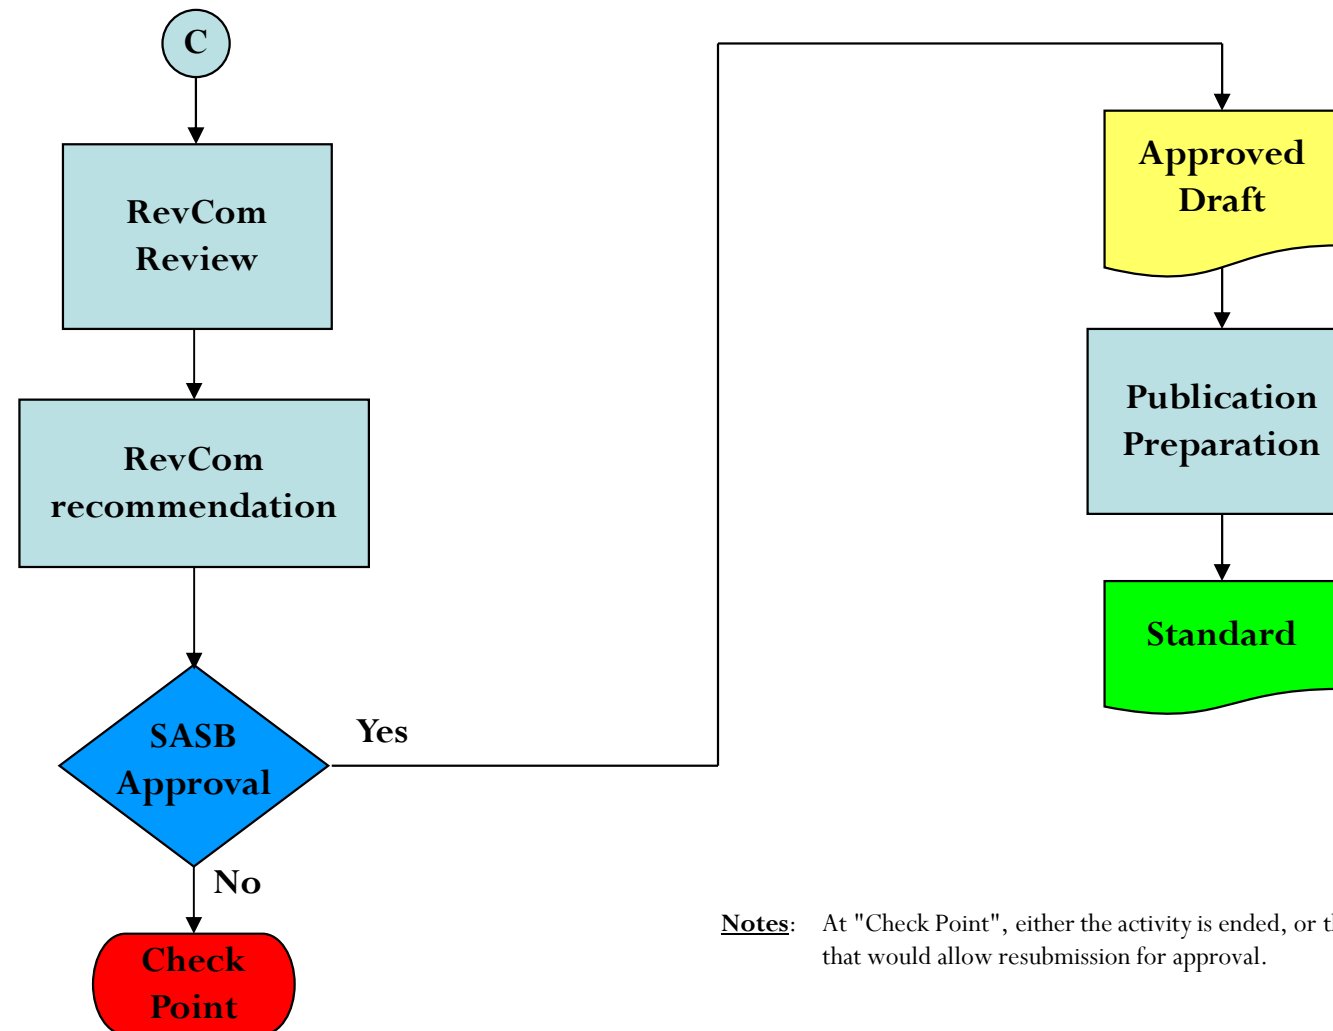 C
RevCom
Review
RevCom
recommendation
SASB
Approval
Yes
No
Check
Point
Approved
Draft
Publication
Preparation
Standard
Notes: At "Check Point", either the activity is ended, or
that would allow resubmission for approval.